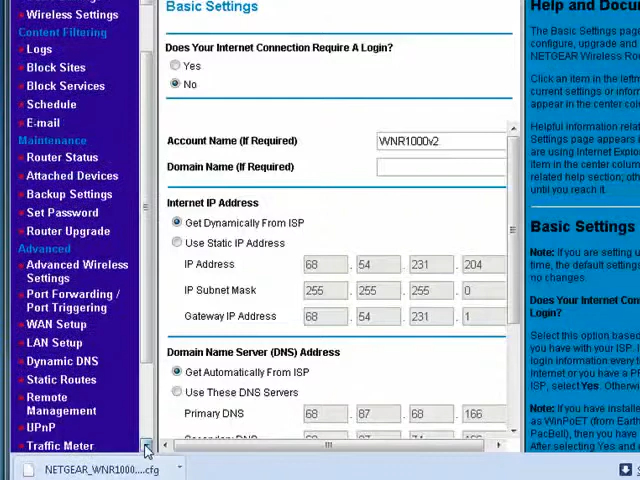 Wireless Settings
Content Filtering
Logs
Block Sites
Block Services
Schedule
E-mail
Maintenance
Router Status
Attached Devices
Backup Settings
Set Password
Router Upgrade
Advanced
Advanced Wireless
Settings
Port Forwarding /
Port Triggering
WAN Setup
LAN Setup
Dynamic DNS
Static Routes
Remote
Management
UPnP
Traffic Meter
Basic Settings
Does Your Internet Connection Require A Login?
Yes
No
Account Name (If Required) WNR1000v2
Domain Name (If Required)
Internet IP Address
Get Dynamically From ISP
Use Static IP Address
IP Address 68 . 54 . 231 . 204
IP Subnet Mask 255 . 255 . 255 . 0
Gateway IP Address 68 . 54 . 231 . 1
Domain Name Server (DNS) Address
Get Automatically From ISP
Use These DNS Servers
Primary DNS 68 . 87 . 68 . 166
Help and Docu
The Basic Settings pag
configure, upgrade and
NETGEAR Wireless Ro
Click an item in the left
current settings or infor
appear in the center co
Helpful information rela
Settings page appears i
are using Internet Explo
item in the center colum
related help section; oth
until you reach it.
Basic Settings
Note: If you are setting u
time, the default settings
no changes.
Does Your Internet Con
Login?
Select this option based
you have with your ISP. I
login information every ti
Internet or you have a P
ISP, select Yes. Otherwi
Note: If you have installed
as WinPoET (from Earth
PacBell), then you have
After selecting Yes and
NETGEAR_WNR1000....cfg